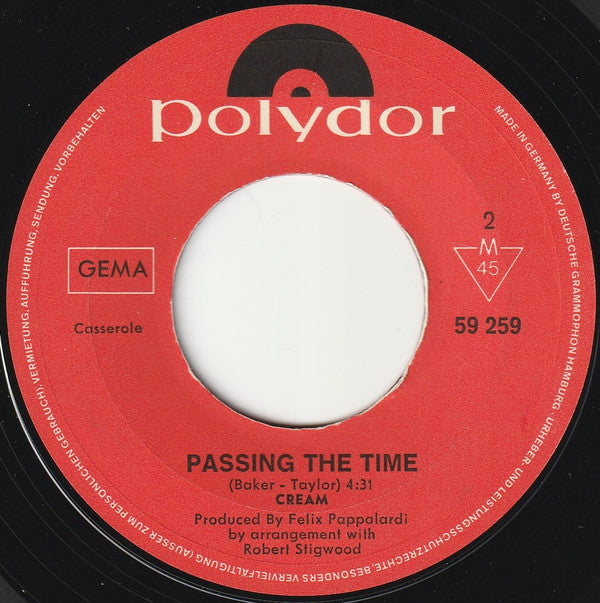 polydor
GEMA
Casserole
2
M
45
59 259
PASSING THE TIME
(Baker - Taylor) 4:31
CREAM
Produced By Felix Pappalardi
by arrangement with
Robert Stigwood
MADE IN GERMANY BY DEUTSCHE GRAMMOPHON HAMBURG · URHEBER- UND LEISTUNGSSCHUTZRECHTE, BESONDERS VERVIELFÄLTIGUNG (AUSSER ZUM PERSÖNLICHEN GEBRAUCH), VERMIETUNG, AUFFÜHRUNG, SENDUNG, VORBEHALTEN